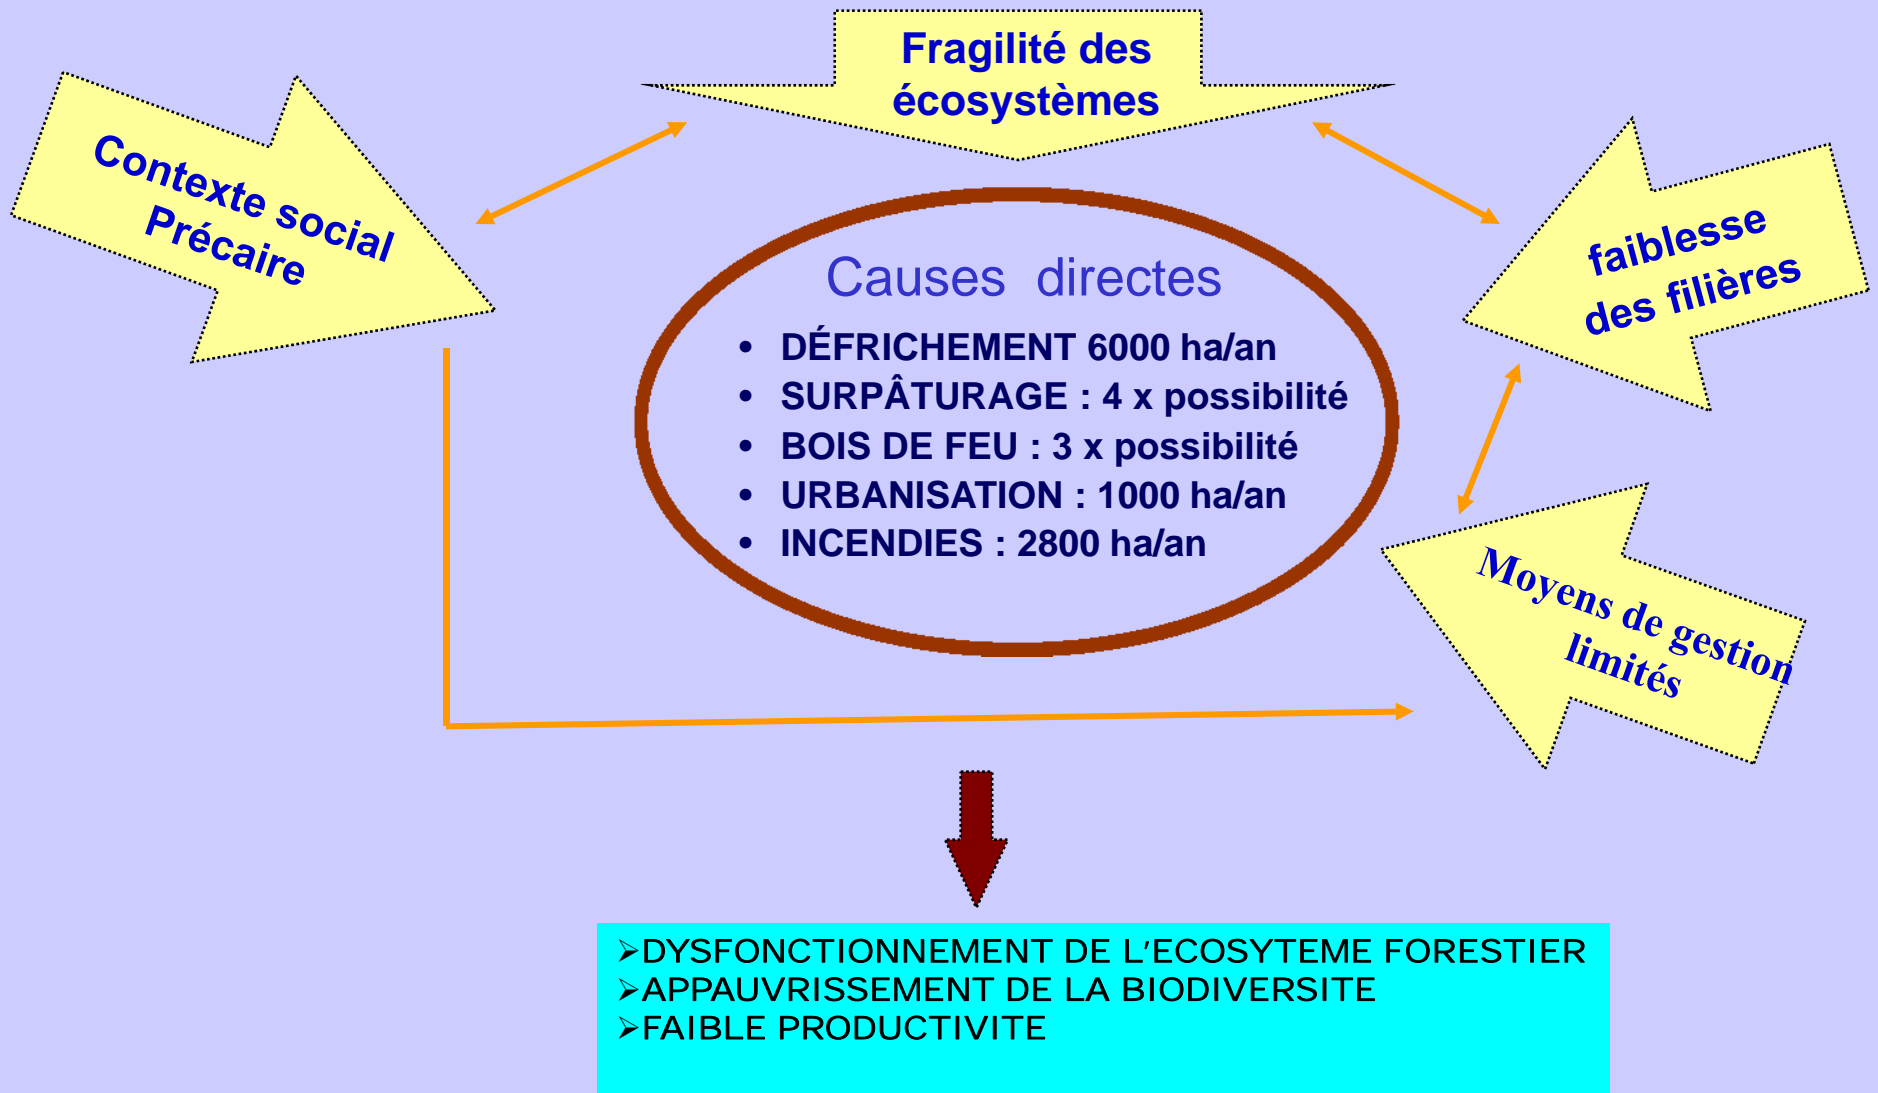 Fragilité des
écosystèmes
Contexte social
Précaire
faiblesse
des filières
Causes directes
• DÉFRICHEMENT 6000 ha/an
• SURPÂTURAGE : 4 x possibilité
• BOIS DE FEU : 3 x possibilité
• URBANISATION : 1000 ha/an
• INCENDIES : 2800 ha/an
Moyens de gestion
limités
➢DYSFONCTIONNEMENT DE L'ECOSYTEME FORESTIER
➢APPAUVRISSEMENT DE LA BIODIVERSITE
➢FAIBLE PRODUCTIVITE